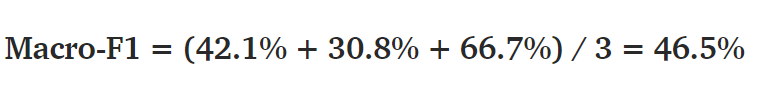 Macro-F1 = (42.1% + 30.8% + 66.7%) / 3 = 46.5%